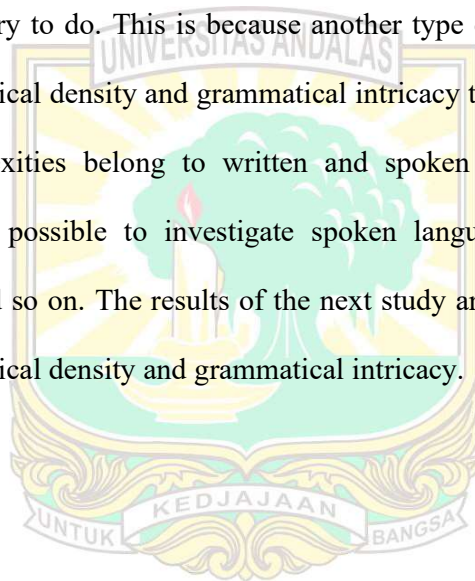 ry to do. This is because another type
UNIVERSITAS ANDALAS
ical density and grammatical intricacy
xities belong to written and spoken
possible to investigate spoken
so on. The results of the next study
ical density and grammatical intricacy.
UNTUK KEDJAJAAN BANGSA